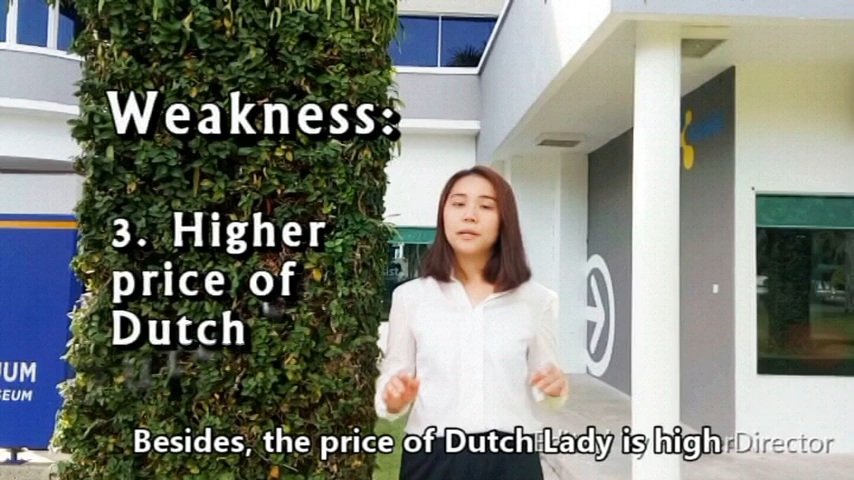 Weakness:
3. Higher
price of
Dutch
UM
SEUM
Besides, the price of Dutch Lady is high
Director